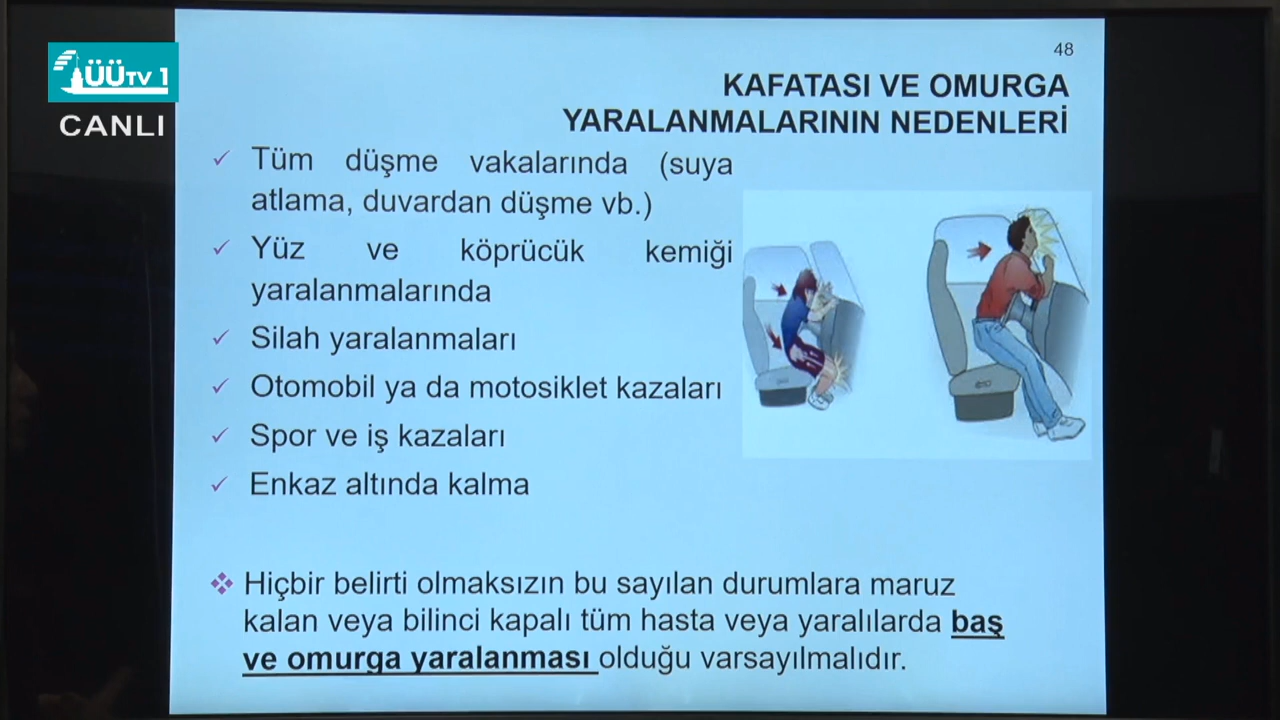 ÜÜTV 1
CANLI
48
KAFATASI VE OMURGA
YARALANMALARININ NEDENLERİ
✓ Tüm düşme vakalarında (suya
atlama, duvardan düşme vb.)
✓ Yüz ve köprücük kemiği
yaralanmalarında
✓ Silah yaralanmaları
✓ Otomobil ya da motosiklet kazaları
✓ Spor ve iş kazaları
✓ Enkaz altında kalma
❖ Hiçbir belirti olmaksızın bu sayılan durumlara maruz
kalan veya bilinci kapalı tüm hasta veya yaralılarda baş
ve omurga yaralanması olduğu varsayılmalıdır.